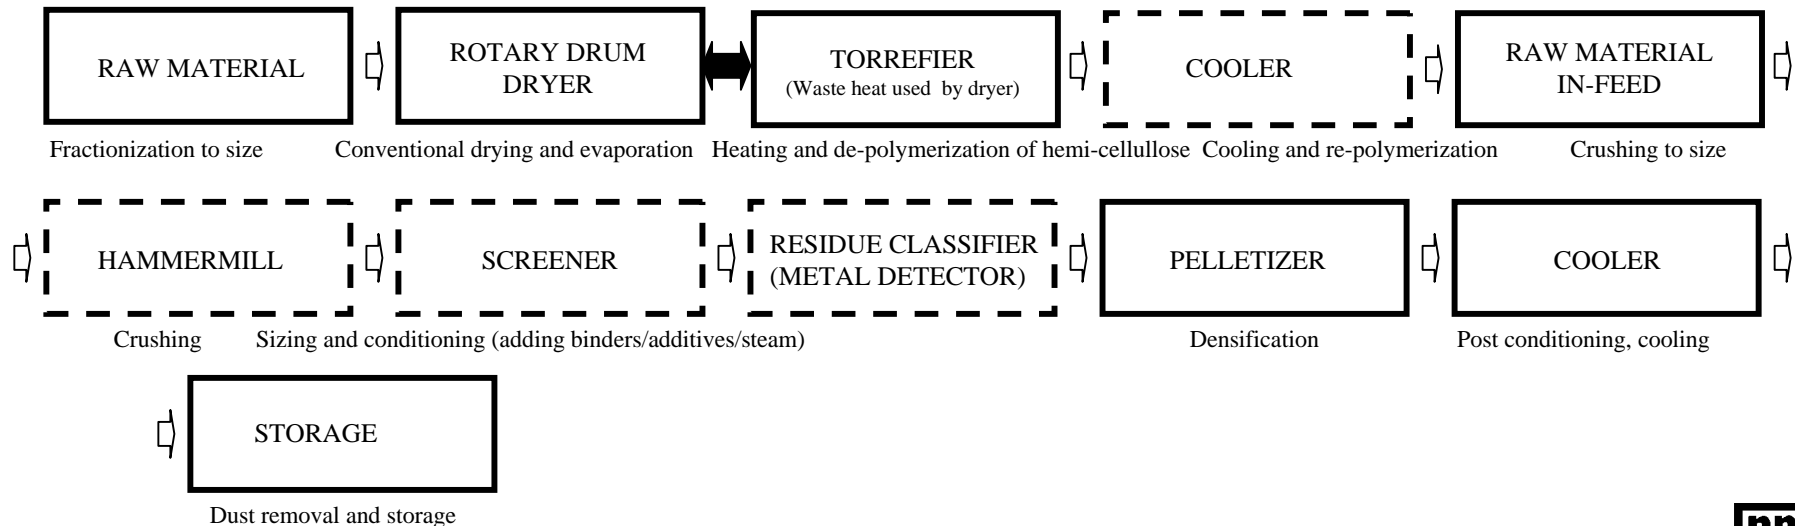 RAW MATERIAL
ROTARY DRUM
DRYER
TORREFIER
(Waste heat used by dryer)
COOLER
RAW MATERIAL
IN-FEED
Fractionization to size
Conventional drying and evaporation
Heating and de-polymerization of hemi-cellullose
Cooling and re-polymerization
Crushing to size
HAMMERMILL
SCREENER
RESIDUE CLASSIFIER
(METAL DETECTOR)
PELLETIZER
COOLER
Crushing
Sizing and conditioning (adding binders/additives/steam)
Densification
Post conditioning, cooling
STORAGE
Dust removal and storage